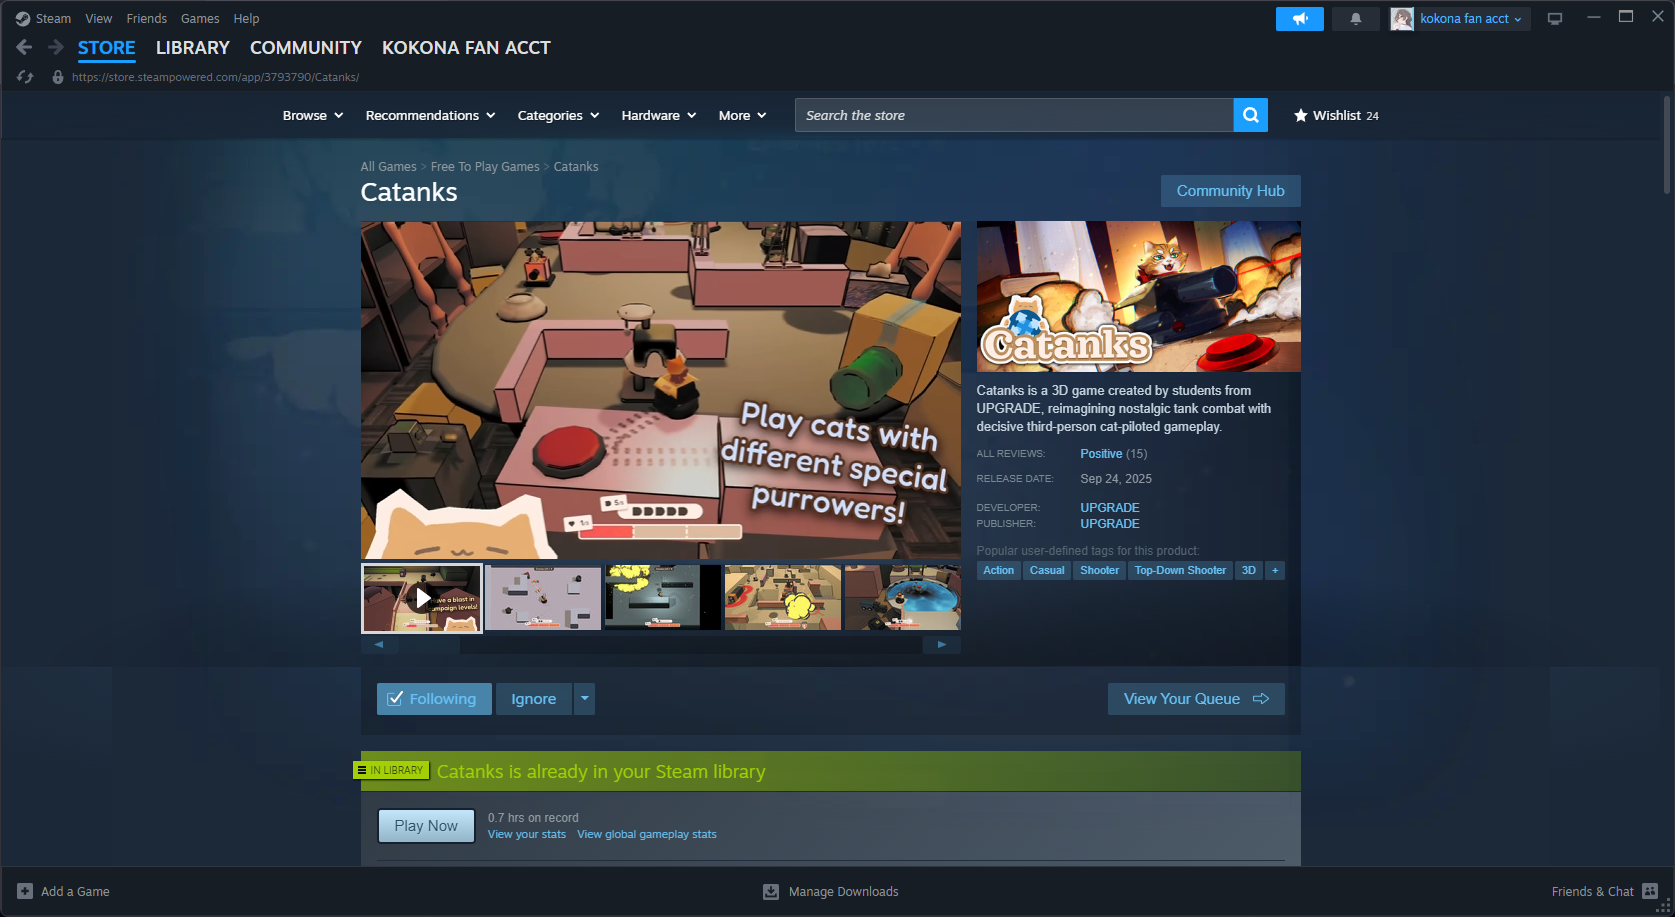 Steam View Friends Games Help
kokona fan acct
STORE LIBRARY COMMUNITY KOKONA FAN ACCT
https://store.steampowered.com/app/3793790/Catanks/
Browse Recommendations Categories Hardware More
Search the store
Wishlist 24
All Games > Free To Play Games > Catanks
Catanks
Community Hub
Play cats with
different special
purrowers!
Catanks
Catanks is a 3D game created by students from
UPGRADE, reimagining nostalgic tank combat with
decisive third-person cat-piloted gameplay.
ALL REVIEWS: Positive (15)
RELEASE DATE: Sep 24, 2025
DEVELOPER: UPGRADE
PUBLISHER: UPGRADE
Popular user-defined tags for this product:
Action Casual Shooter Top-Down Shooter 3D +
Following Ignore
View Your Queue
IN LIBRARY
Catanks is already in your Steam library
Play Now
0.7 hrs on record
View your stats View global gameplay stats
Add a Game
Manage Downloads
Friends & Chat